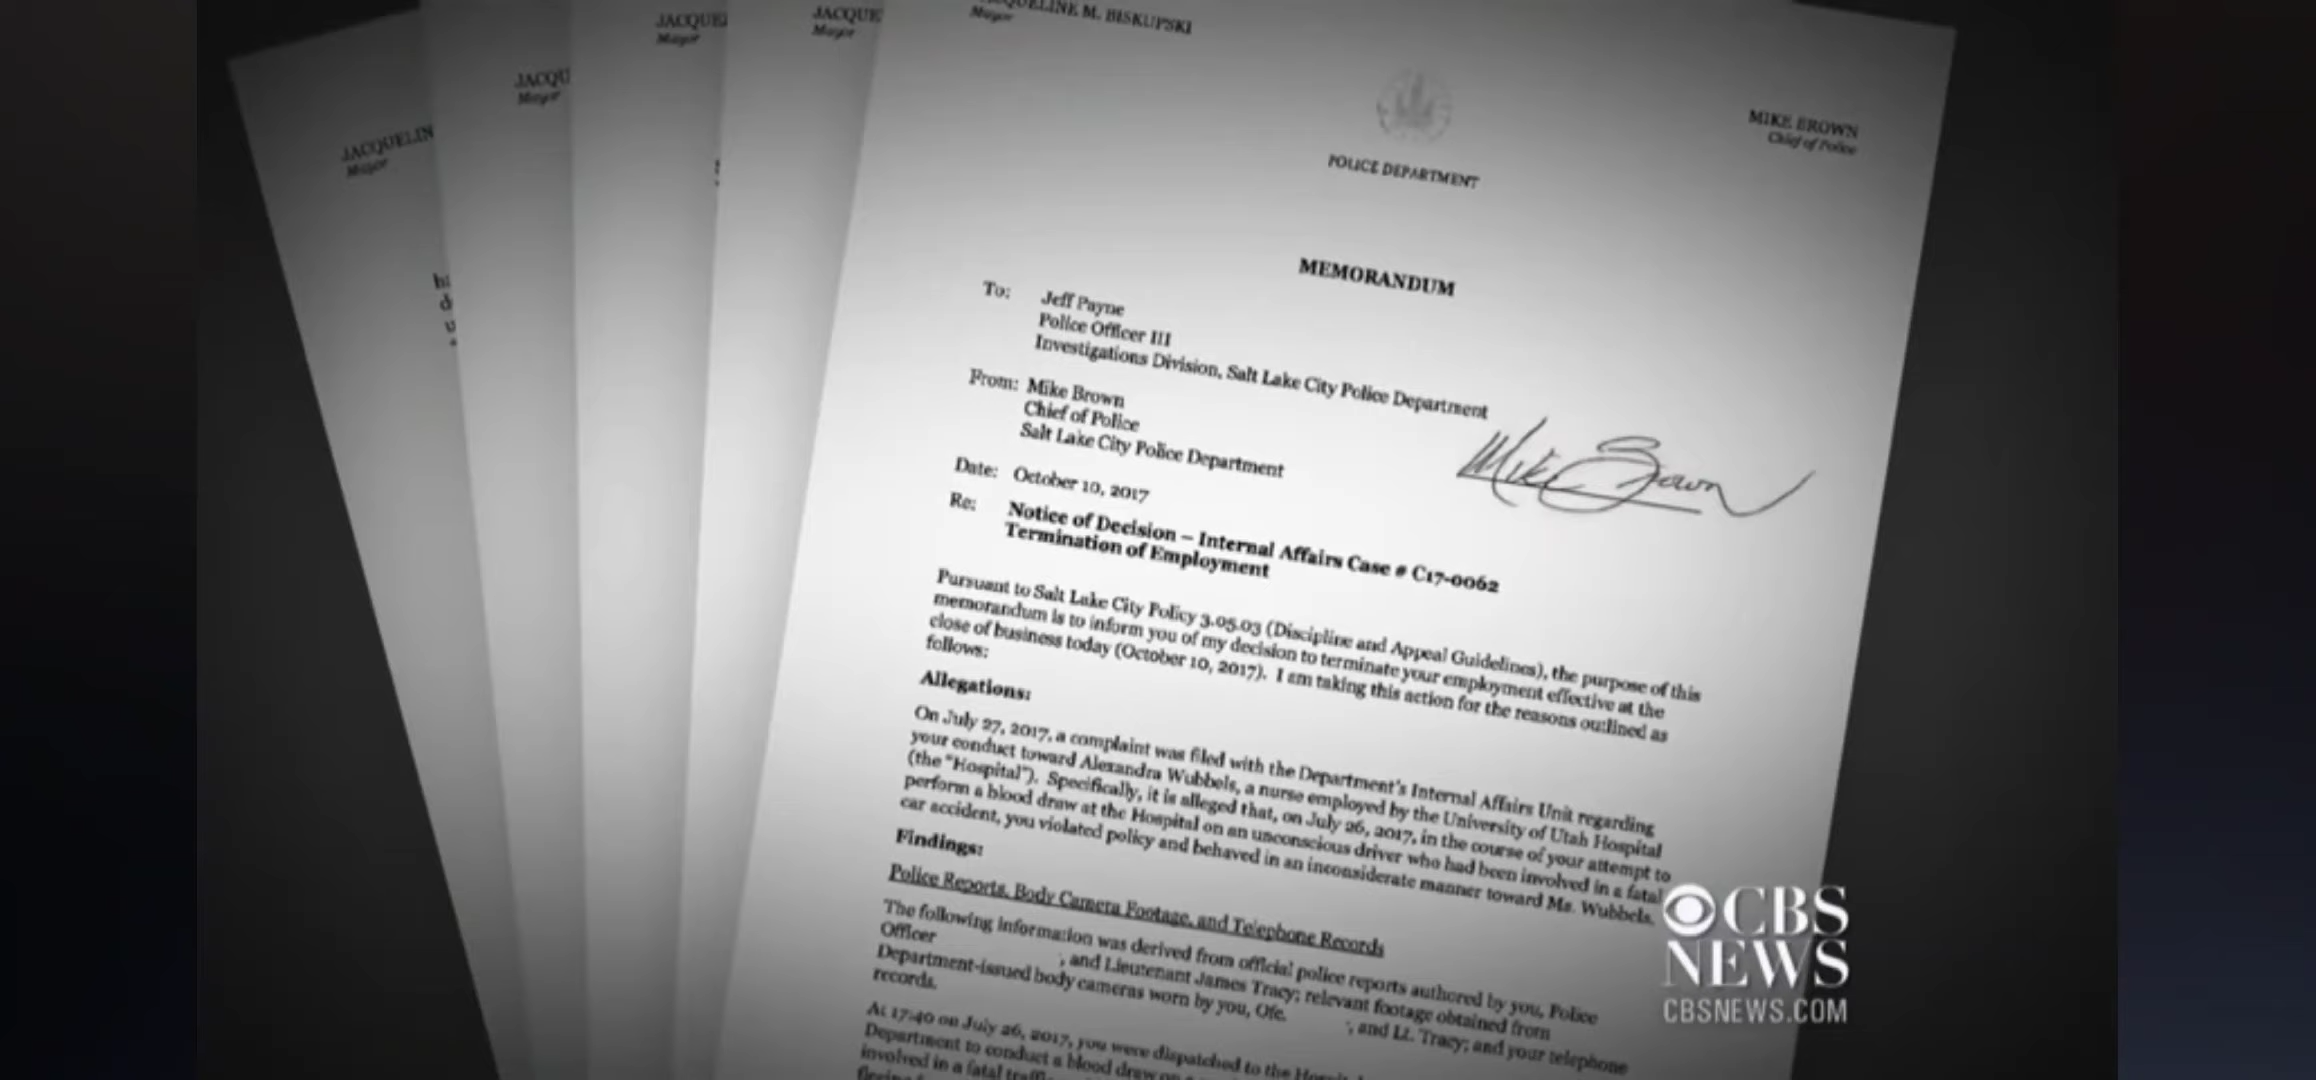 JACQUELIN
Mayor
JACQU
Mayor
JACQUE
Mayor
JACQUE
Mayor
QUELINE M. BISKUPSKI
Mayor
POLICE DEPARTMENT
MIKE BROWN
Chief of Police
MEMORANDUM
To: Jeff Payne
Police Officer III
Investigations Division, Salt Lake City Police Department
From: Mike Brown
Chief of Police
Salt Lake City Police Department
Mike Brown
Date: October 10, 2017
Re: Notice of Decision – Internal Affairs Case # C17-0062
Termination of Employment
Pursuant to Salt Lake City Policy 3.05.03 (Discipline and Appeal Guidelines), the purpose of this
memorandum is to inform you of my decision to terminate your employment effective at the
close of business today (October 10, 2017). I am taking this action for the reasons outlined as
follows:
Allegations:
On July 27, 2017, a complaint was filed with the Department's Internal Affairs Unit regarding
your conduct toward Alexandra Wubbels, a nurse employed by the University of Utah Hospital
(the "Hospital"). Specifically, it is alleged that, on July 26, 2017, in the course of your attempt to
perform a blood draw at the Hospital on an unconscious driver who had been involved in a fatal
car accident, you violated policy and behaved in an inconsiderate manner toward Ms. Wubbels.
Findings:
Police Reports, Body Camera Footage, and Telephone Records
The following information was derived from official police reports authored by you, Police
Officer , and Lieutenant James Tracy; relevant footage obtained from
Department-issued body cameras worn by you, Ofc. , and Lt. Tracy; and your telephone
records.
At 17:40 on July 26, 2017, you were dispatched to the
Department to conduct a blood draw on
involved in a fatal
CBS
NEWS
CBSNEWS.COM